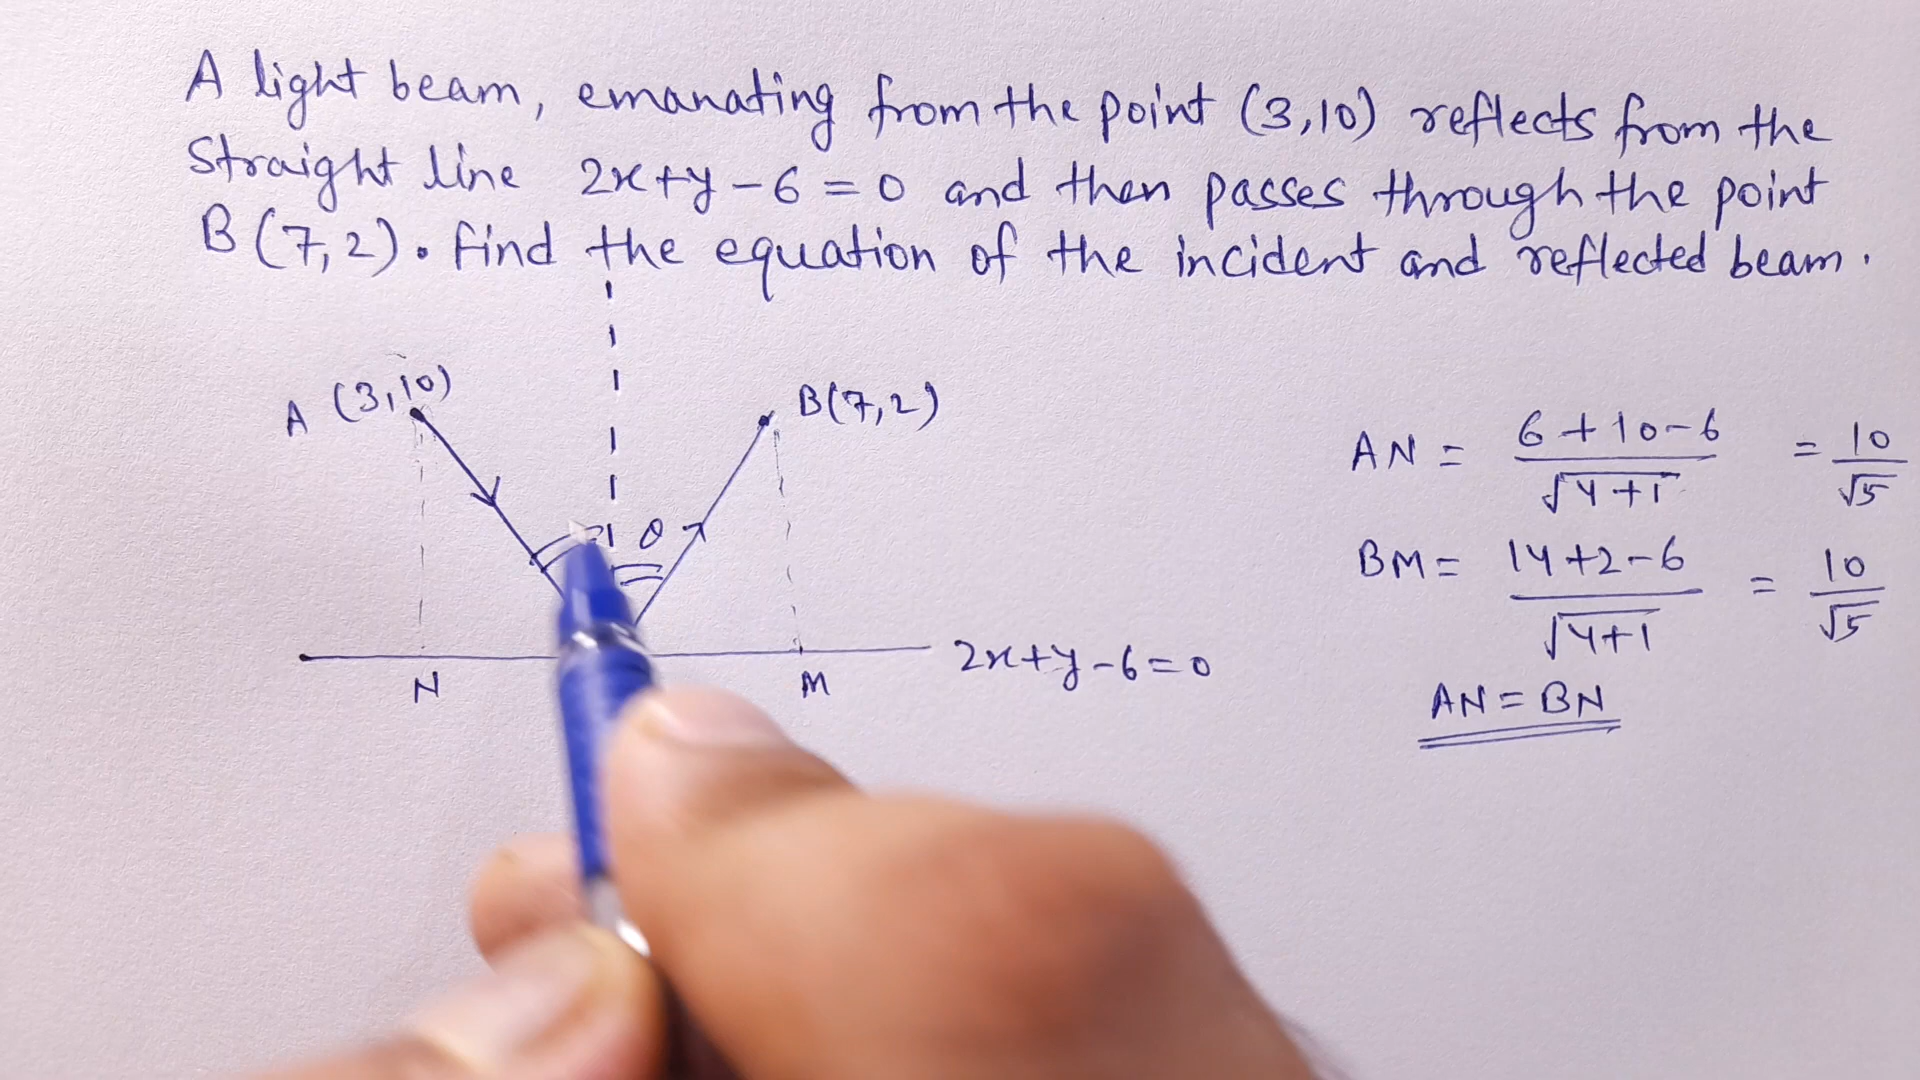 A light beam, emanating from the point (3,10) reflects from the
straight line 2x+y-6=0 and then passes through the point
B(7,2). Find the equation of the incident and reflected beam.
A (3,10)
B(7,2)
θ
N
M
2x+y-6=0
AN = (6+10-6)/√(4+1) = 10/√5
BM = (14+2-6)/√(4+1) = 10/√5
AN = BN